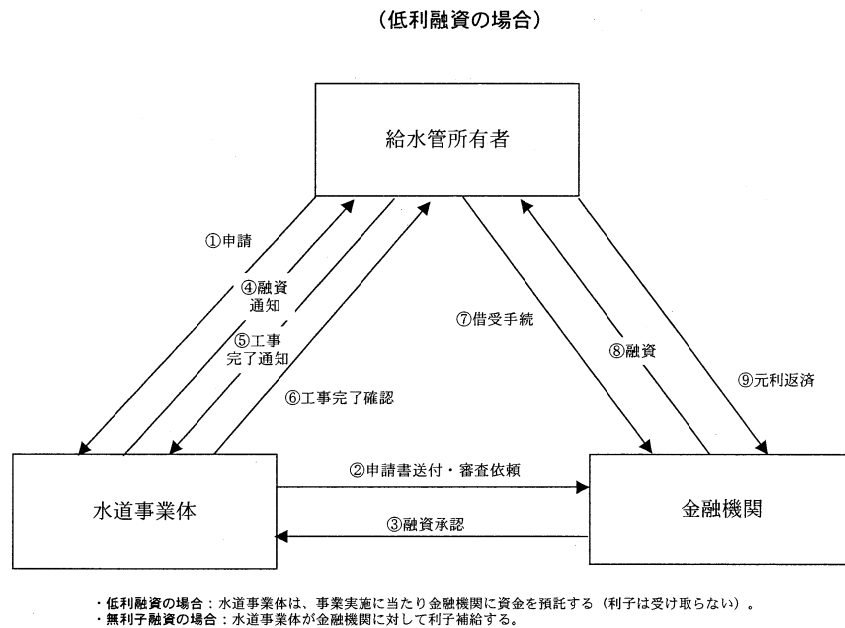 （低利融資の場合）
給水管所有者
①申請
④融資
通知
⑤工事
完了通知
⑥工事完了確認
⑦借受手続
⑧融資
⑨元利返済
水道事業体
②申請書送付・審査依頼
③融資承認
金融機関
・低利融資の場合：水道事業体は、事業実施に当たり金融機関に資金を預託する（利子は受け取らない）。
・無利子融資の場合：水道事業体が金融機関に対して利子補給する。